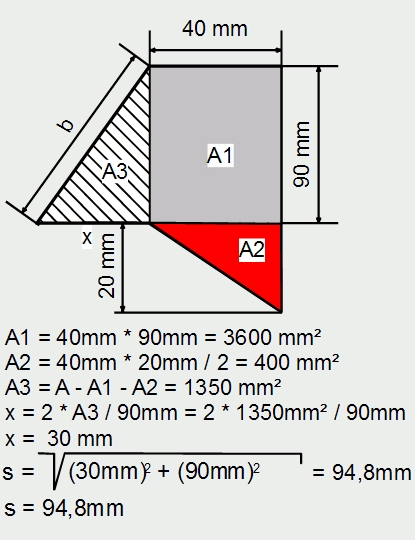 40 mm
b
A3
A1
90 mm
x
20 mm
A2
A1 = 40mm * 90mm = 3600 mm²
A2 = 40mm * 20mm / 2 = 400 mm²
A3 = A - A1 - A2 = 1350 mm²
x = 2 * A3 / 90mm = 2 * 1350mm² / 90mm
x = 30 mm
s = √(30mm)² + (90mm)² = 94,8mm
s = 94,8mm